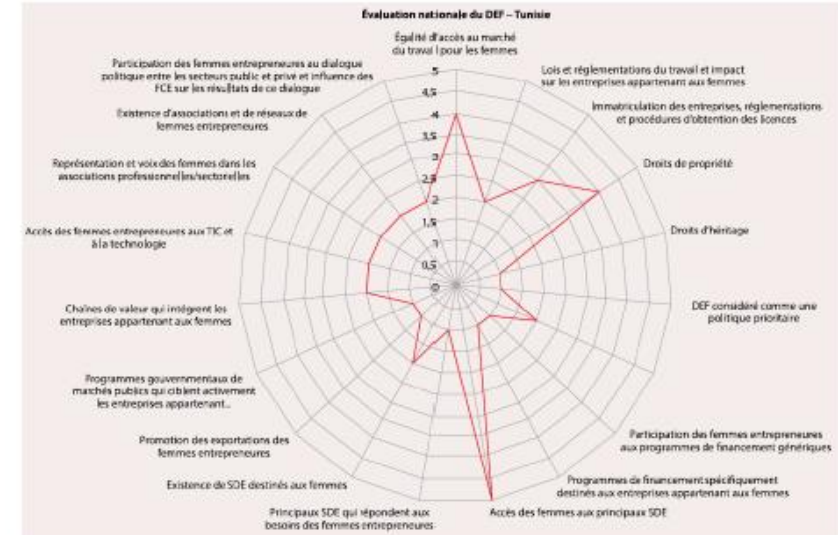 Évaluation nationale du DEF – Tunisie
Égalité d'accès au marché
du travail pour les femmes
Lois et réglementations du travail et impact
sur les entreprises appartenant aux femmes
Immatriculation des entreprises, réglementations
et procédures d'obtention des licences
Droits de propriété
Droits d'héritage
DEF considéré comme une
politique prioritaire
Participation des femmes entrepreneures
aux programmes de financement génériques
Programmes de financement spécifiquement
destinés aux entreprises appartenant aux femmes
Accès des femmes aux principaux SDE
Principaux SDE qui répondent aux
besoins des femmes entrepreneures
Existence de SDE destinés aux femmes
Promotion des exportations des
femmes entrepreneures
Programmes gouvernementaux de
marchés publics qui ciblent activement
les entreprises appartenant...
Chaînes de valeur qui intègrent les
entreprises appartenant aux femmes
Accès des femmes entrepreneures aux TIC et
à la technologie
Représentation et voix des femmes dans les
associations professionnelles/sectorielles
Existence d'associations et de réseaux de
femmes entrepreneures
Participation des femmes entrepreneures au dialogue
politique entre les secteurs public et privé et influence des
FCE sur les résultats de ce dialogue
5
4,5
4
3,5
3
2,5
2
1,5
1
0,5
0